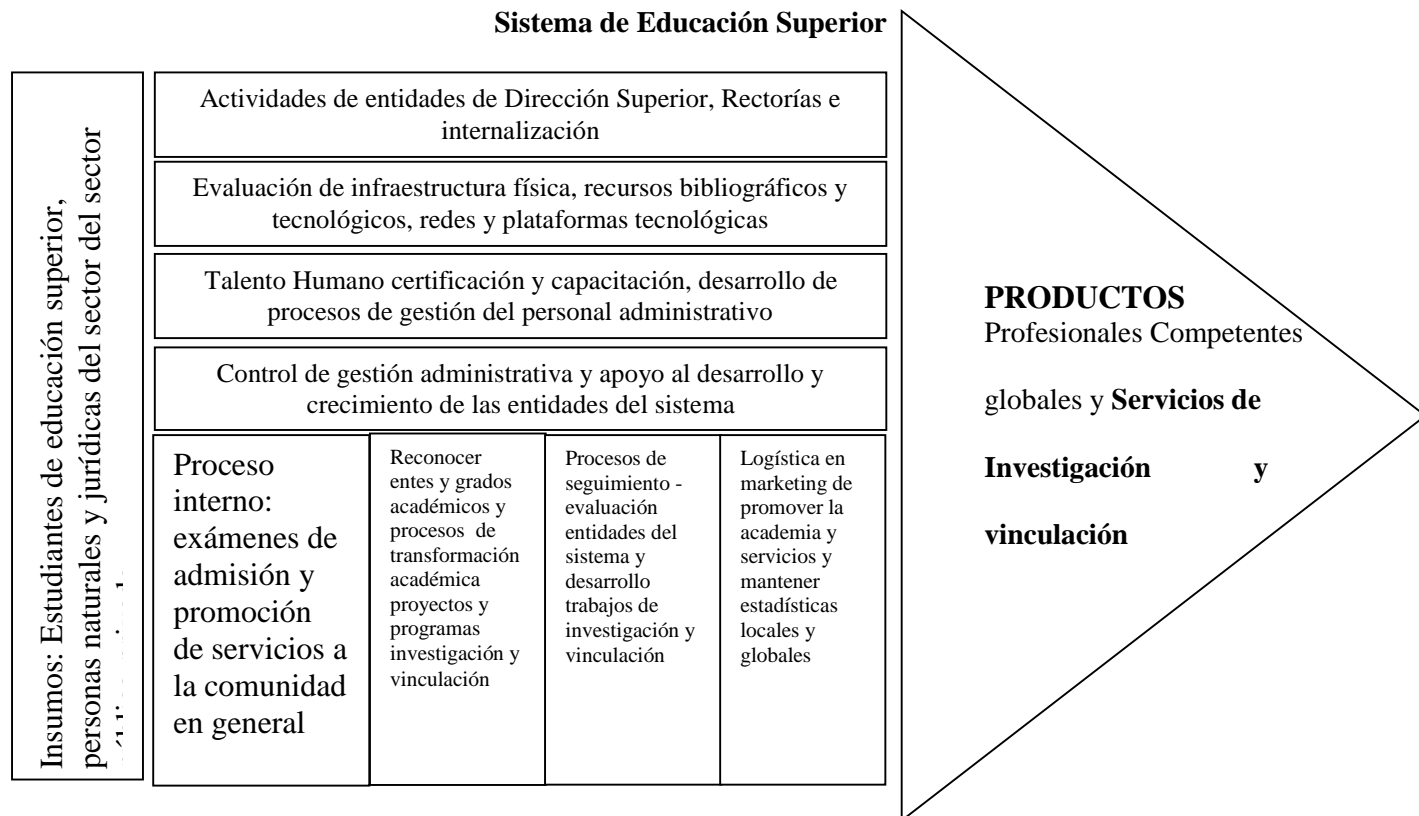 Sistema de Educación Superior
Insumos: Estudiantes de educación superior,
personas naturales y jurídicas del sector del sector
Actividades de entidades de Dirección Superior, Rectorías e
internalización
Evaluación de infraestructura física, recursos bibliográficos y
tecnológicos, redes y plataformas tecnológicas
Talento Humano certificación y capacitación, desarrollo de
procesos de gestión del personal administrativo
Control de gestión administrativa y apoyo al desarrollo y
crecimiento de las entidades del sistema
Proceso
interno:
exámenes de
admisión y
promoción
de servicios a
la comunidad
en general
Reconocer
entes y grados
académicos y
procesos de
transformación
académica
proyectos y
programas
investigación y
vinculación
Procesos de
seguimiento -
evaluación
entidades del
sistema y
desarrollo
trabajos de
investigación y
vinculación
Logística en
marketing de
promover la
academia y
servicios y
mantener
estadísticas
locales y
globales
PRODUCTOS
Profesionales Competentes
globales y Servicios de
Investigación y
vinculación